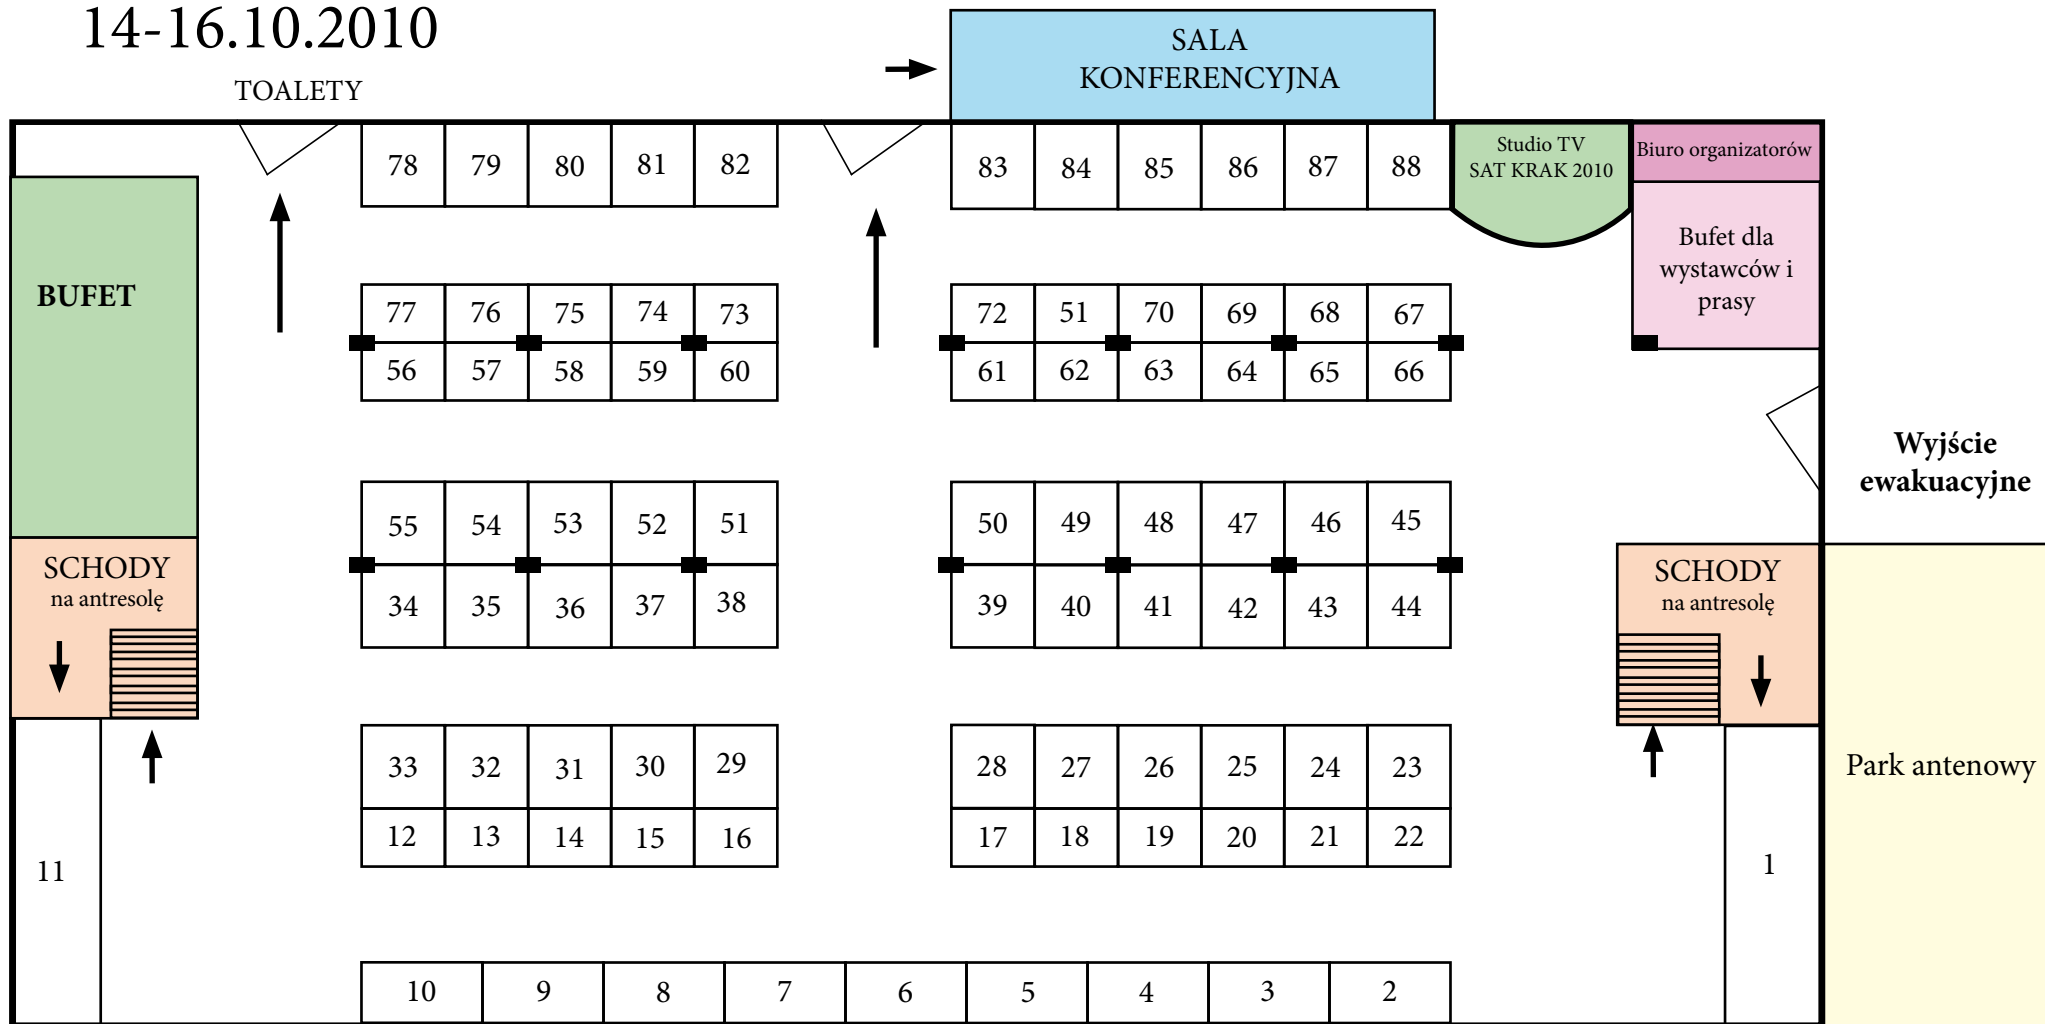 14-16.10.2010
TOALETY
SALA
KONFERENCYJNA
78 79 80 81 82 83 84 85 86 87 88
Studio TV
SAT KRAK 2010
Biuro organizatorów
Bufet dla
wystawców i
prasy
BUFET
77 76 75 74 73 72 51 70 69 68 67
56 57 58 59 60 61 62 63 64 65 66
Wyjście
ewakuacyjne
55 54 53 52 51 50 49 48 47 46 45
SCHODY
na antresolę
34 35 36 37 38 39 40 41 42 43 44
SCHODY
na antresolę
33 32 31 30 29 28 27 26 25 24 23
Park antenowy
12 13 14 15 16 17 18 19 20 21 22
11
1
10 9 8 7 6 5 4 3 2